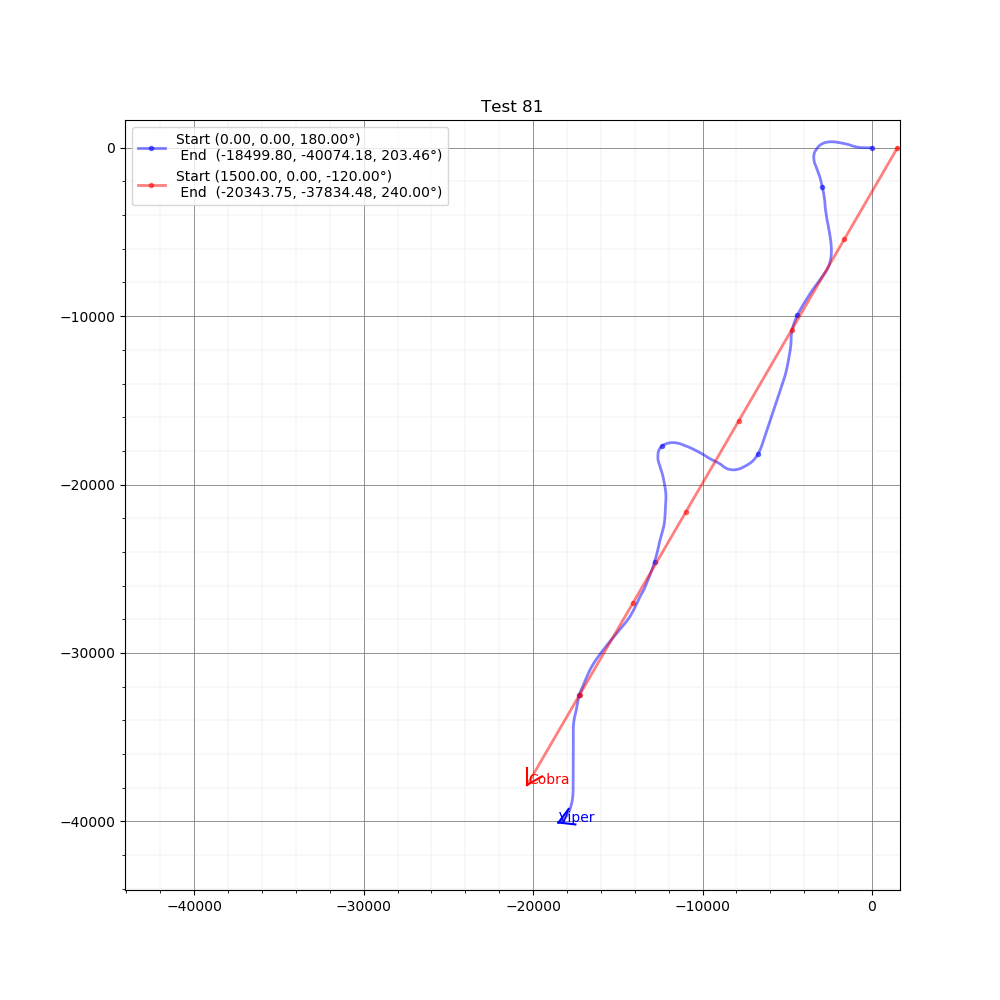 Test 81
Start (0.00, 0.00, 180.00°)
End  (-18499.80, -40074.18, 203.46°)
Start (1500.00, 0.00, -120.00°)
End  (-20343.75, -37834.48, 240.00°)
0
−10000
−20000
−30000
−40000
Cobra
Viper
−40000
−30000
−20000
−10000
0